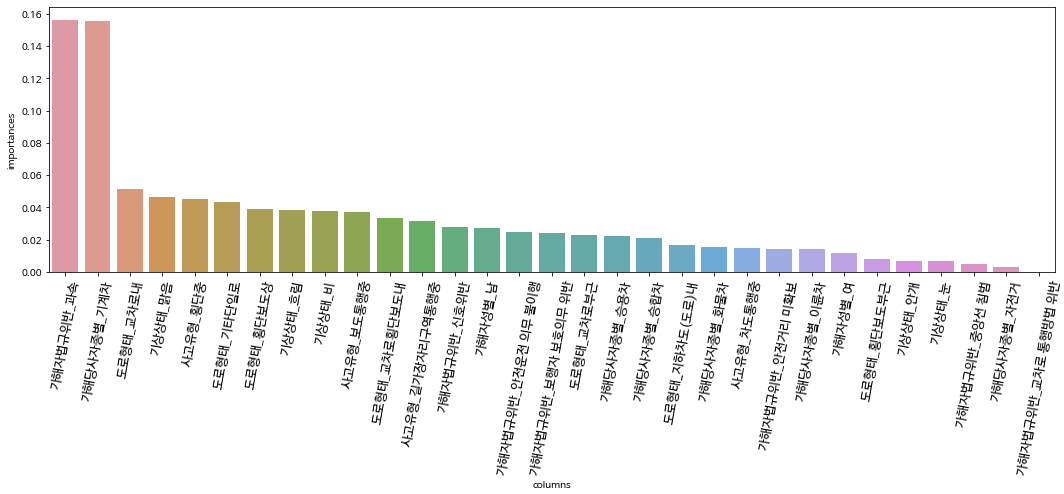 0.16
0.14
0.12
0.10
0.08
0.06
0.04
0.02
0.00
importances
가해자법규위반_과속
가해당사자종별_기계차
도로형태_교차로내
기상상태_맑음
사고유형_횡단중
도로형태_기타단일로
도로형태_횡단보도상
기상상태_흐림
기상상태_비
사고유형_보도통행중
도로형태_교차로횡단보도내
사고유형_길가장자리구역통행중
가해자법규위반_신호위반
가해자성별_남
가해자법규위반_안전운전 의무 불이행
가해자법규위반_보행자 보호의무 위반
도로형태_교차로부근
가해당사자종별_승용차
가해당사자종별_승합차
도로형태_지하차도(도로)내
가해당사자종별_화물차
사고유형_차도통행중
가해자법규위반_안전거리 미확보
가해당사자종별_이륜차
가해자성별_여
도로형태_횡단보도부근
기상상태_안개
기상상태_눈
가해자법규위반_중앙선 침범
가해당사자종별_자전거
가해자법규위반_교차로 통행방법 위반
columns